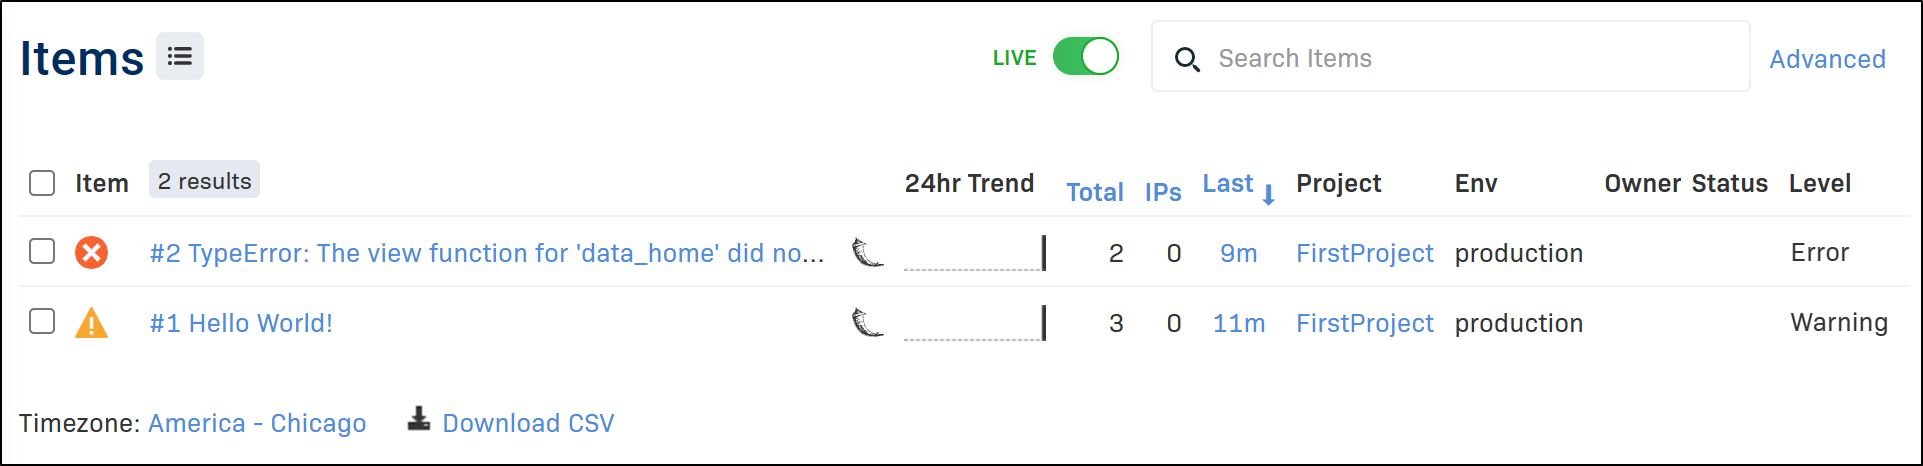 Items LIVE Search Items Advanced
Item 2 results 24hr Trend Total IPs Last Project Env Owner Status Level
#2 TypeError: The view function for 'data_home' did no... 2 0 9m FirstProject production Error
#1 Hello World! 3 0 11m FirstProject production Warning
Timezone: America - Chicago Download CSV